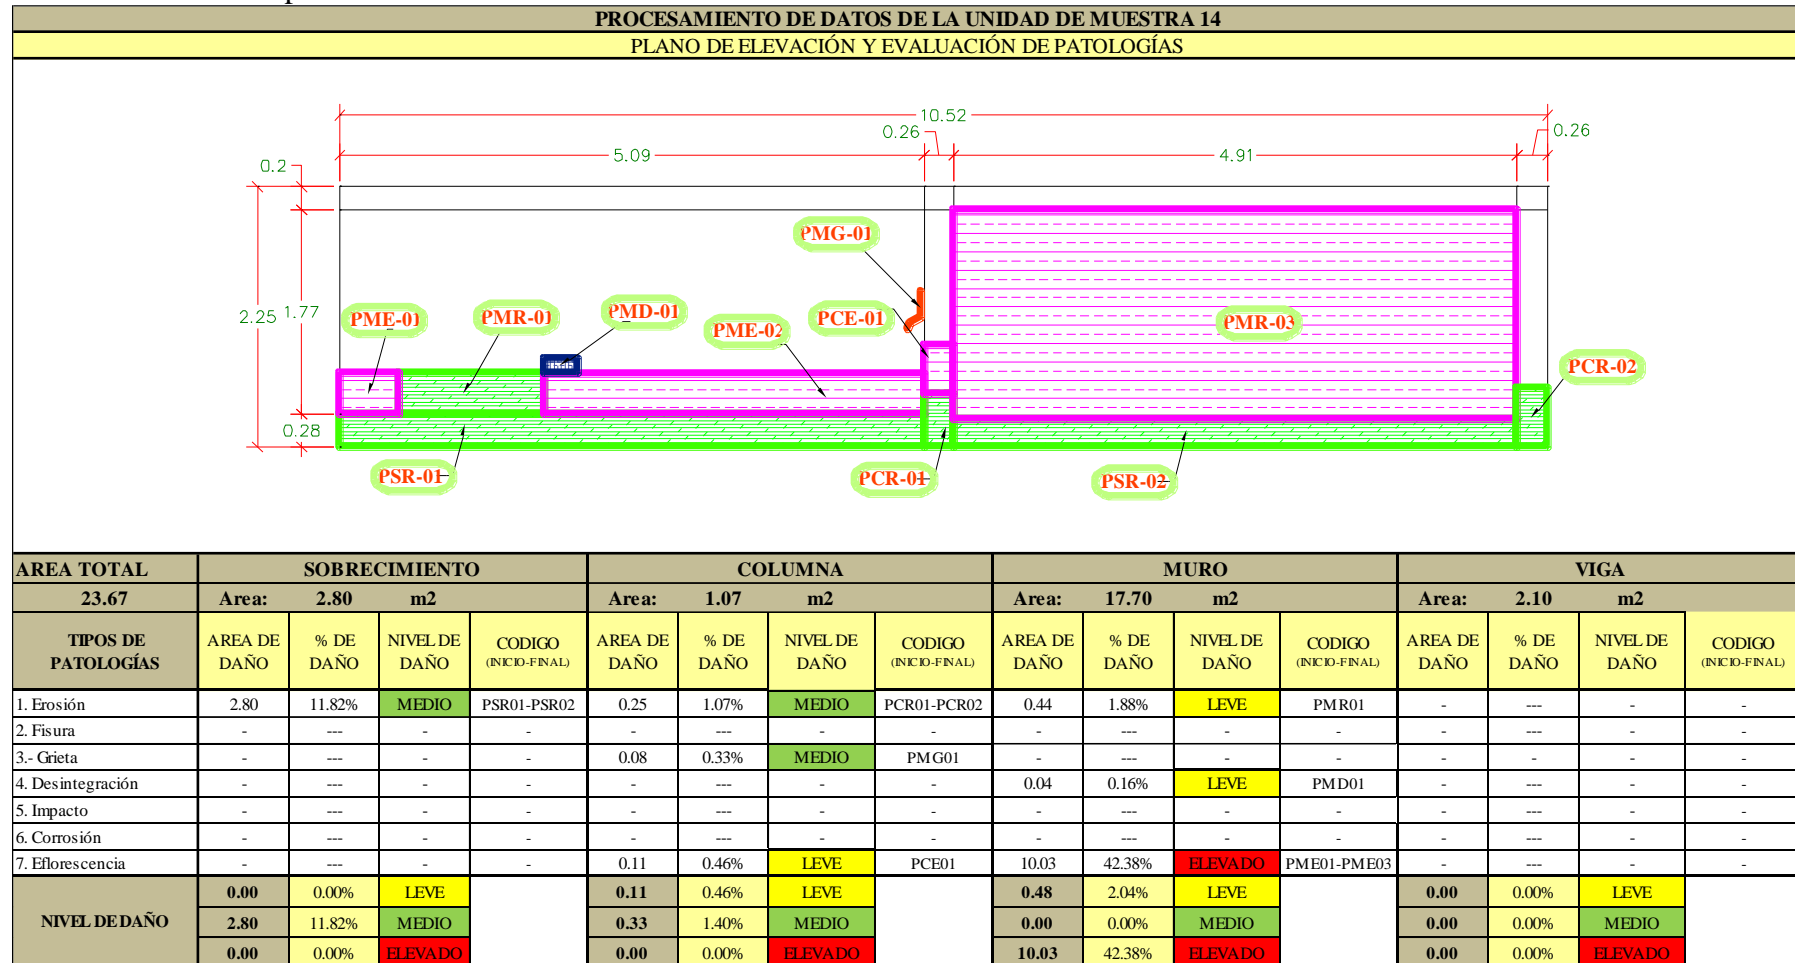 PROCESAMIENTO DE DATOS DE LA UNIDAD DE MUESTRA 14
PLANO DE ELEVACIÓN Y EVALUACIÓN DE PATOLOGÍAS
10.52
0.26
0.26
5.09
4.91
0.2
PMG-01
2.25
1.77
PME-01
PMR-01
PMD-01
PME-02
PCE-01
PMR-03
PCR-02
0.28
PSR-01
PCR-01
PSR-02
AREA TOTAL SOBRECIMIENTO COLUMNA MURO VIGA
23.67 Area: 2.80 m2 Area: 1.07 m2 Area: 17.70 m2 Area: 2.10 m2
TIPOS DE PATOLOGÍAS AREA DE DAÑO % DE DAÑO NIVEL DE DAÑO CODIGO (INICIO-FINAL) AREA DE DAÑO % DE DAÑO NIVEL DE DAÑO CODIGO (INICIO-FINAL) AREA DE DAÑO % DE DAÑO NIVEL DE DAÑO CODIGO (INICIO-FINAL) AREA DE DAÑO % DE DAÑO NIVEL DE DAÑO CODIGO (INICIO-FINAL)
1. Erosión 2.80 11.82% MEDIO PSR01-PSR02 0.25 1.07% MEDIO PCR01-PCR02 0.44 1.88% LEVE PMR01 - --- - -
2. Fisura - --- - - - --- - - - --- - - - --- - -
3.- Grieta - --- - - 0.08 0.33% MEDIO PMG01 - --- - - - --- - -
4. Desintegración - --- - - - --- - - 0.04 0.16% LEVE PMD01 - --- - -
5. Impacto - --- - - - --- - - - --- - - - --- - -
6. Corrosión - --- - - - --- - - - --- - - - --- - -
7. Eflorescencia - --- - - 0.11 0.46% LEVE PCE01 10.03 42.38% ELEVADO PME01-PME03 - --- - -
NIVEL DE DAÑO
0.00 0.00% LEVE 0.11 0.46% LEVE 0.48 2.04% LEVE 0.00 0.00% LEVE
2.80 11.82% MEDIO 0.33 1.40% MEDIO 0.00 0.00% MEDIO 0.00 0.00% MEDIO
0.00 0.00% ELEVADO 0.00 0.00% ELEVADO 10.03 42.38% ELEVADO 0.00 0.00% ELEVADO